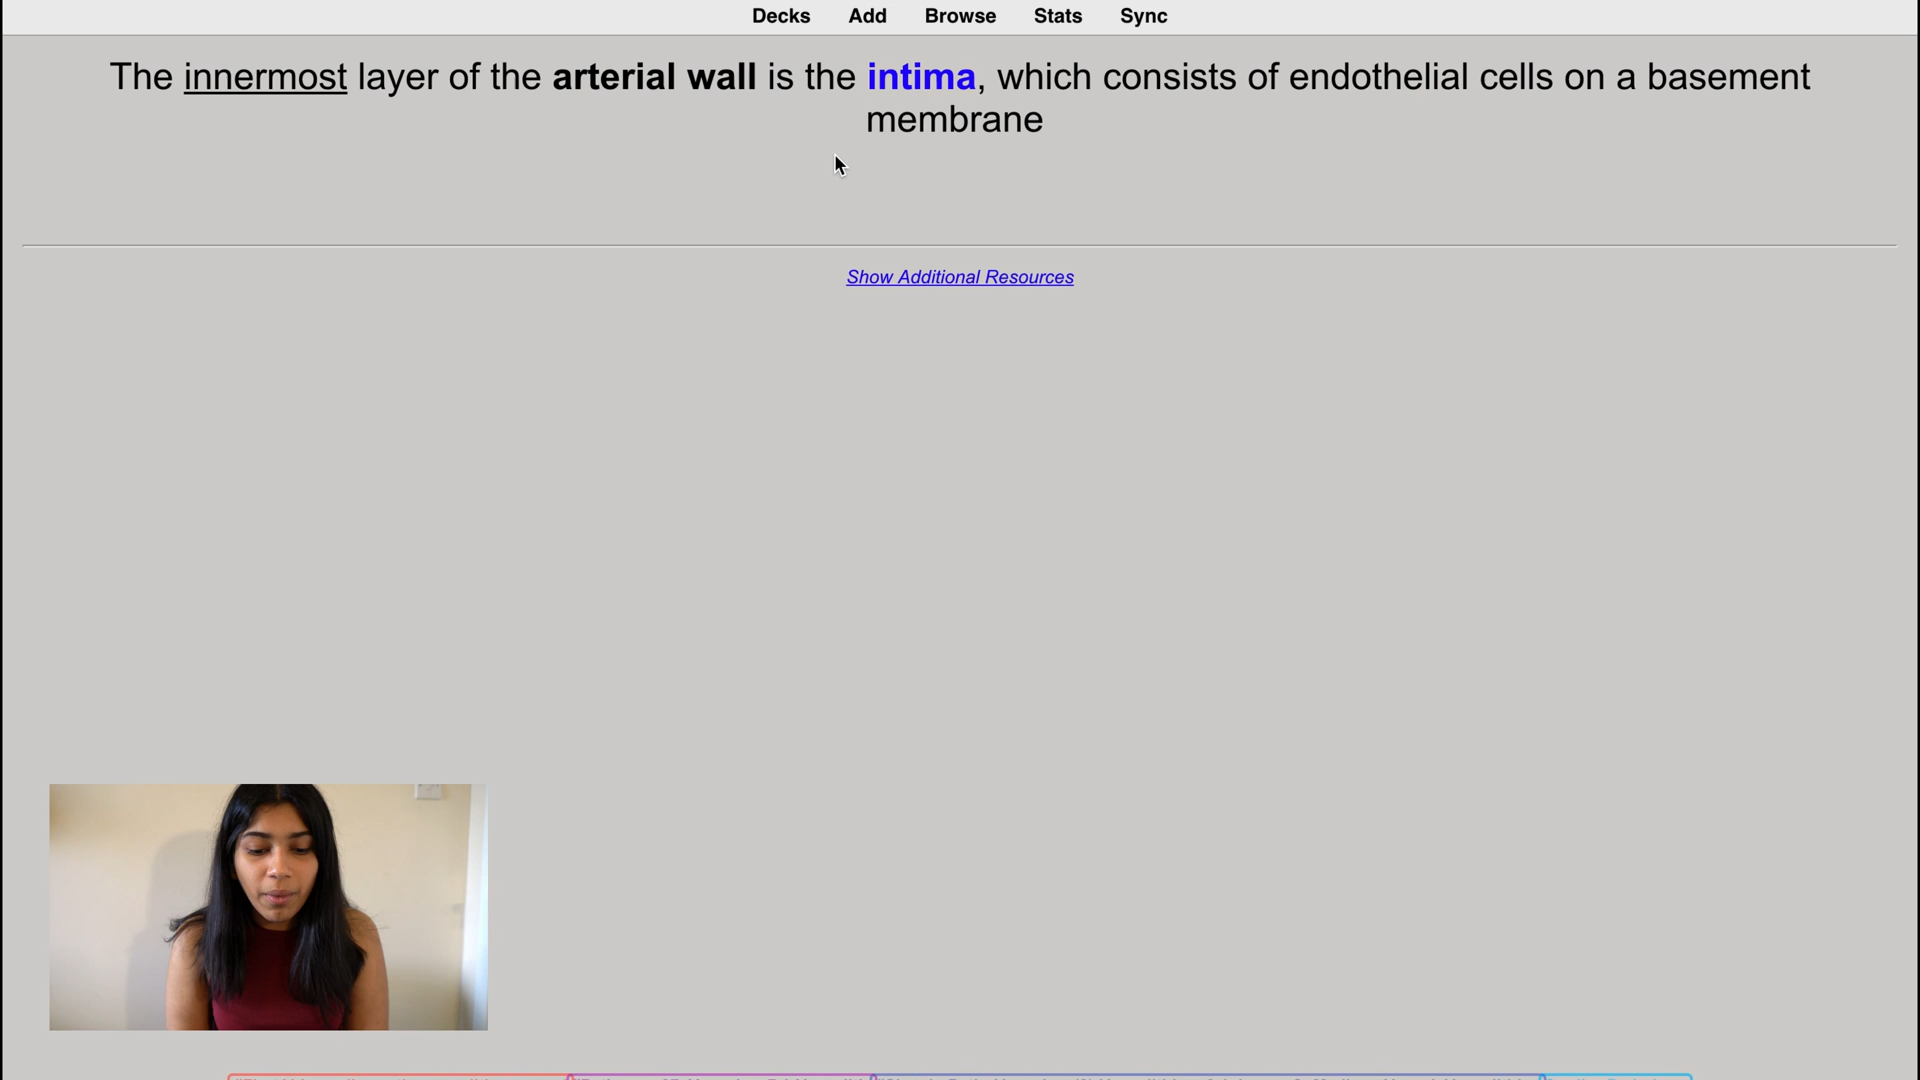 Decks Add Browse Stats Sync
The innermost layer of the arterial wall is the intima, which consists of endothelial cells on a basement
membrane
Show Additional Resources